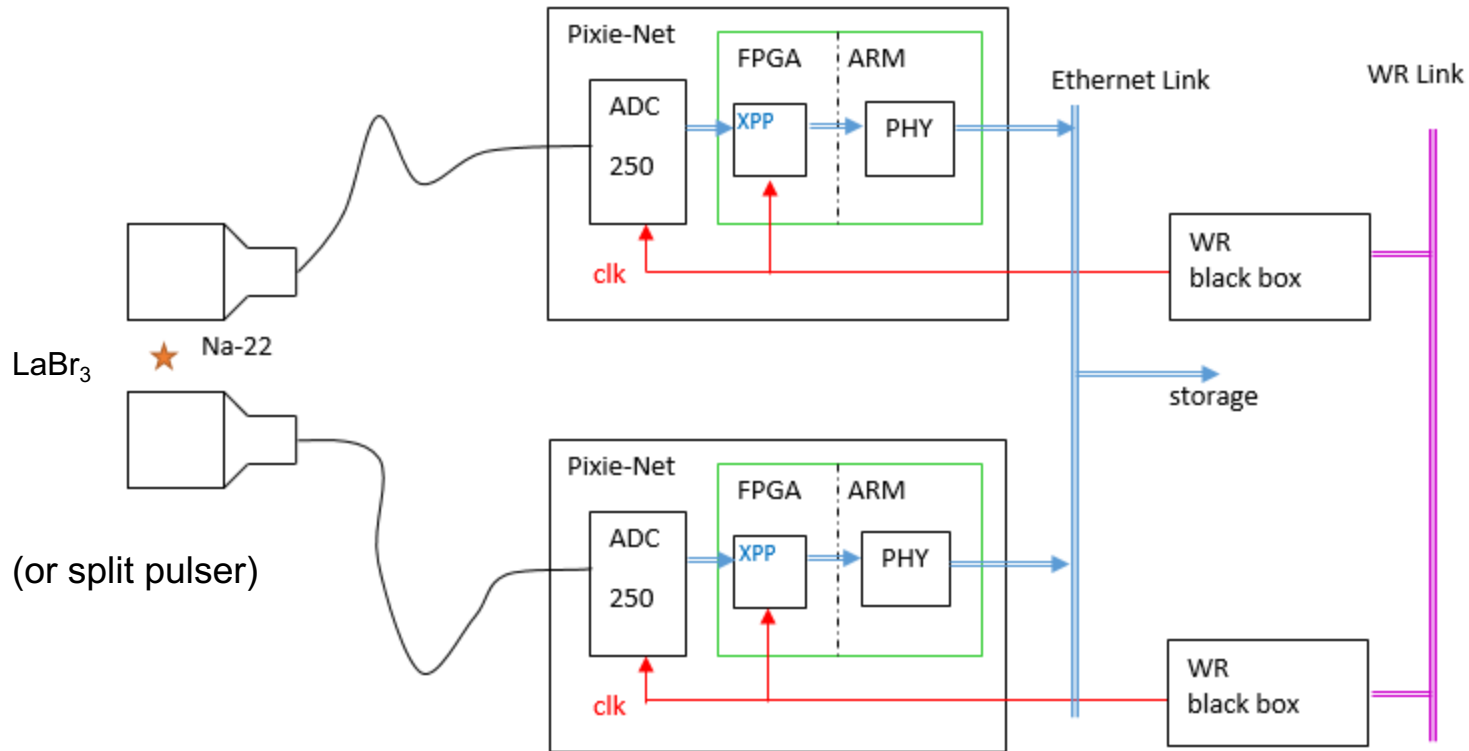 Pixie-Net
FPGA
ARM
ADC
250
XPP
PHY
clk
Ethernet Link
WR Link
WR
black box
LaBr₃
Na-22
storage
(or split pulser)
Pixie-Net
FPGA
ARM
ADC
250
XPP
PHY
clk
WR
black box